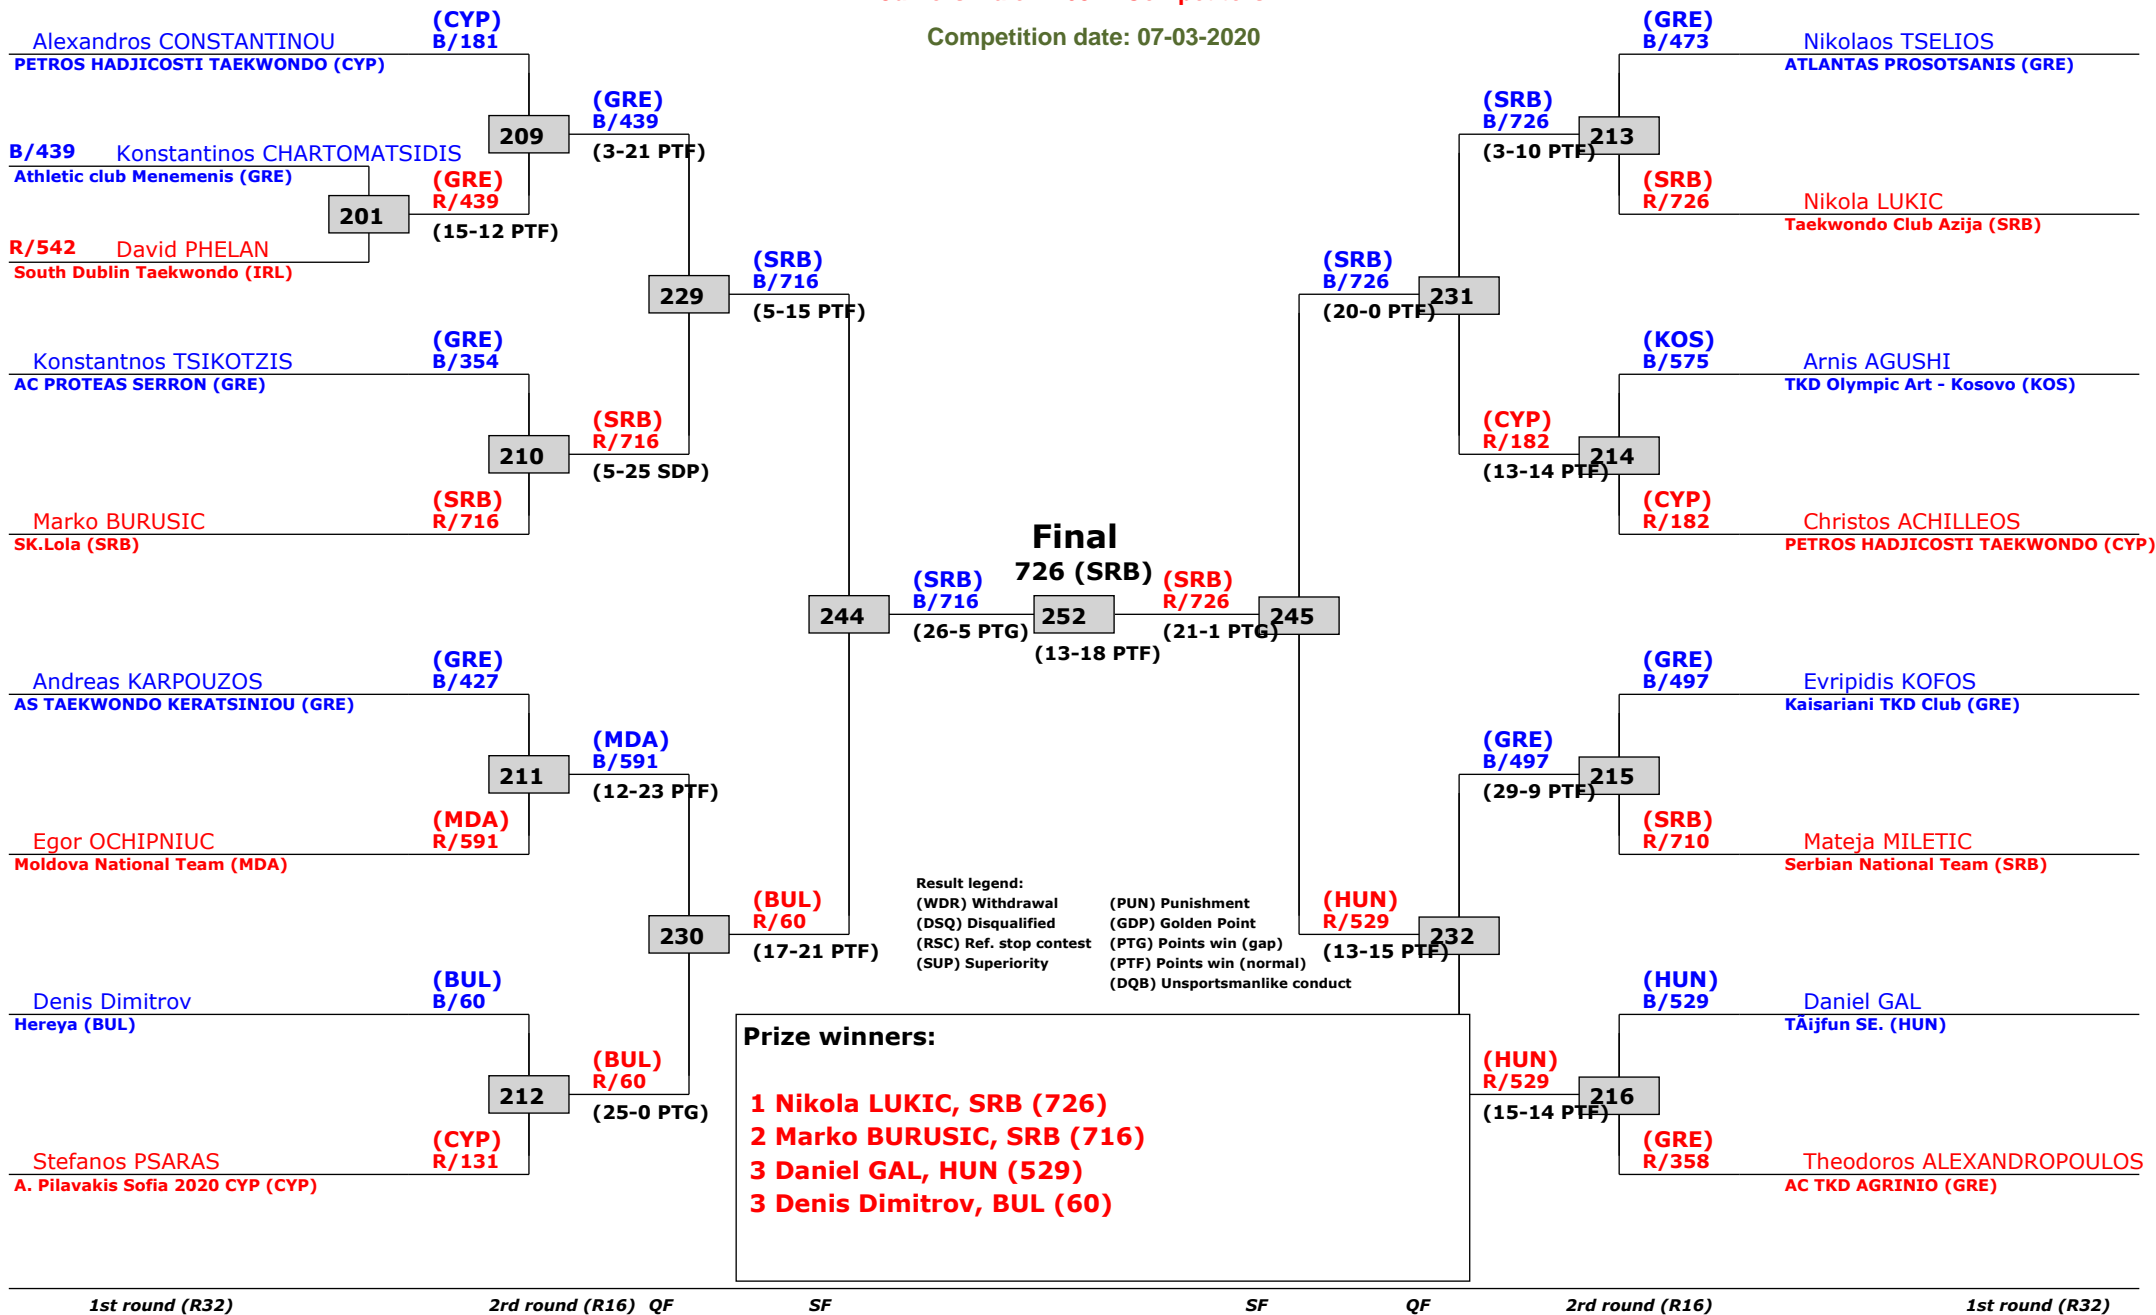 Competition date: 07-03-2020
(CYP)
Alexandros CONSTANTINOU B/181
PETROS HADJICOSTI TAEKWONDO (CYP)
209
(GRE)
B/439
(3-21 PTF)
B/439 Konstantinos CHARTOMATSIDIS
Athletic club Menemenis (GRE)
201
(GRE)
R/439
(15-12 PTF)
R/542 David PHELAN
South Dublin Taekwondo (IRL)
229
(SRB)
B/716
(5-15 PTF)
(GRE)
Konstantnos TSIKOTZIS B/354
AC PROTEAS SERRON (GRE)
210
(SRB)
R/716
(5-25 SDP)
(SRB)
Marko BURUSIC R/716
SK.Lola (SRB)
244
(SRB)
B/716
(26-5 PTG)
(GRE)
Andreas KARPOUZOS B/427
AS TAEKWONDO KERATSINIOU (GRE)
211
(MDA)
B/591
(12-23 PTF)
(MDA)
Egor OCHIPNIUC R/591
Moldova National Team (MDA)
230
(BUL)
R/60
(17-21 PTF)
(BUL)
Denis Dimitrov B/60
Hereya (BUL)
212
(BUL)
R/60
(25-0 PTG)
(CYP)
Stefanos PSARAS R/131
A. Pilavakis Sofia 2020 CYP (CYP)
Final
726 (SRB)
252
(13-18 PTF)
(SRB)
R/726
(21-1 PTG)
245
(GRE)
B/473 Nikolaos TSELIOS
ATLANTAS PROSOTSANIS (GRE)
(SRB)
B/726
(3-10 PTF)
213
(SRB)
R/726 Nikola LUKIC
Taekwondo Club Azija (SRB)
(SRB)
B/726
(20-0 PTF)
231
(KOS)
B/575 Arnis AGUSHI
TKD Olympic Art - Kosovo (KOS)
(CYP)
R/182
(13-14 PTF)
214
(CYP)
R/182 Christos ACHILLEOS
PETROS HADJICOSTI TAEKWONDO (CYP)
(GRE)
B/497 Evripidis KOFOS
Kaisariani TKD Club (GRE)
(GRE)
B/497
(29-9 PTF)
215
(SRB)
R/710 Mateja MILETIC
Serbian National Team (SRB)
(HUN)
R/529
(13-15 PTF)
232
(HUN)
B/529 Daniel GAL
TÃijfun SE. (HUN)
(HUN)
R/529
(15-14 PTF)
216
(GRE)
R/358 Theodoros ALEXANDROPOULOS
AC TKD AGRINIO (GRE)
Result legend:
(WDR) Withdrawal (PUN) Punishment
(DSQ) Disqualified (GDP) Golden Point
(RSC) Ref. stop contest (PTG) Points win (gap)
(SUP) Superiority (PTF) Points win (normal)
(DQB) Unsportsmanlike conduct
Prize winners:
1 Nikola LUKIC, SRB (726)
2 Marko BURUSIC, SRB (716)
3 Daniel GAL, HUN (529)
3 Denis Dimitrov, BUL (60)
1st round (R32) 2rd round (R16) QF SF SF QF 2rd round (R16) 1st round (R32)